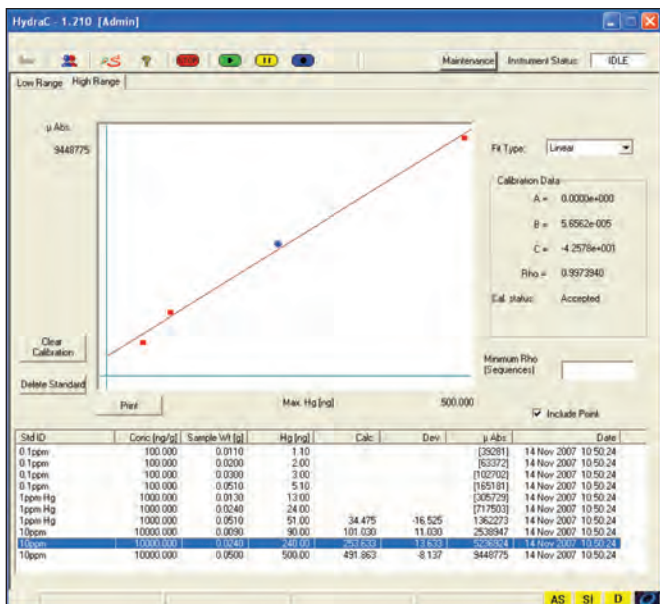 HydraC - 1.210 [Admin]
Maintenance Instrument Status: IDLE
Low Range High Range
µ Abs.
9448775
Fit Type: Linear
Calibration Data
A = 0.0000e+000
B = 5.6562e-005
C = -4.2578e+001
Rho = 0.9973940
Cal. status: Accepted
Clear
Calibration
Minimum Rho
(Sequences)
Delete Standard
Print Max. Hg [ng] 500.000
Include Point
Std ID Conc [ng/g] Sample Wt [g] Hg [ng] Calc Dev µ Abs Date
0.1ppm 100.000 0.0110 1.10 [39281] 14 Nov 2007 10:50:24
0.1ppm 100.000 0.0200 2.00 [63372] 14 Nov 2007 10:50:24
0.1ppm 100.000 0.0300 3.00 [102702] 14 Nov 2007 10:50:24
0.1ppm 100.000 0.0510 5.10 [165181] 14 Nov 2007 10:50:24
1ppm Hg 1000.000 0.0130 13.00 [305729] 14 Nov 2007 10:50:24
1ppm Hg 1000.000 0.0240 24.00 [717503] 14 Nov 2007 10:50:24
1ppm Hg 1000.000 0.0510 51.00 34.475 -16.525 1362273 14 Nov 2007 10:50:24
10ppm 10000.000 0.0090 90.00 101.030 11.030 2538947 14 Nov 2007 10:50:24
10ppm 10000.000 0.0240 240.00 253.633 13.633 5236924 14 Nov 2007 10:50:24
10ppm 10000.000 0.0500 500.00 491.863 -8.137 9448775 14 Nov 2007 10:50:24
AS SI D